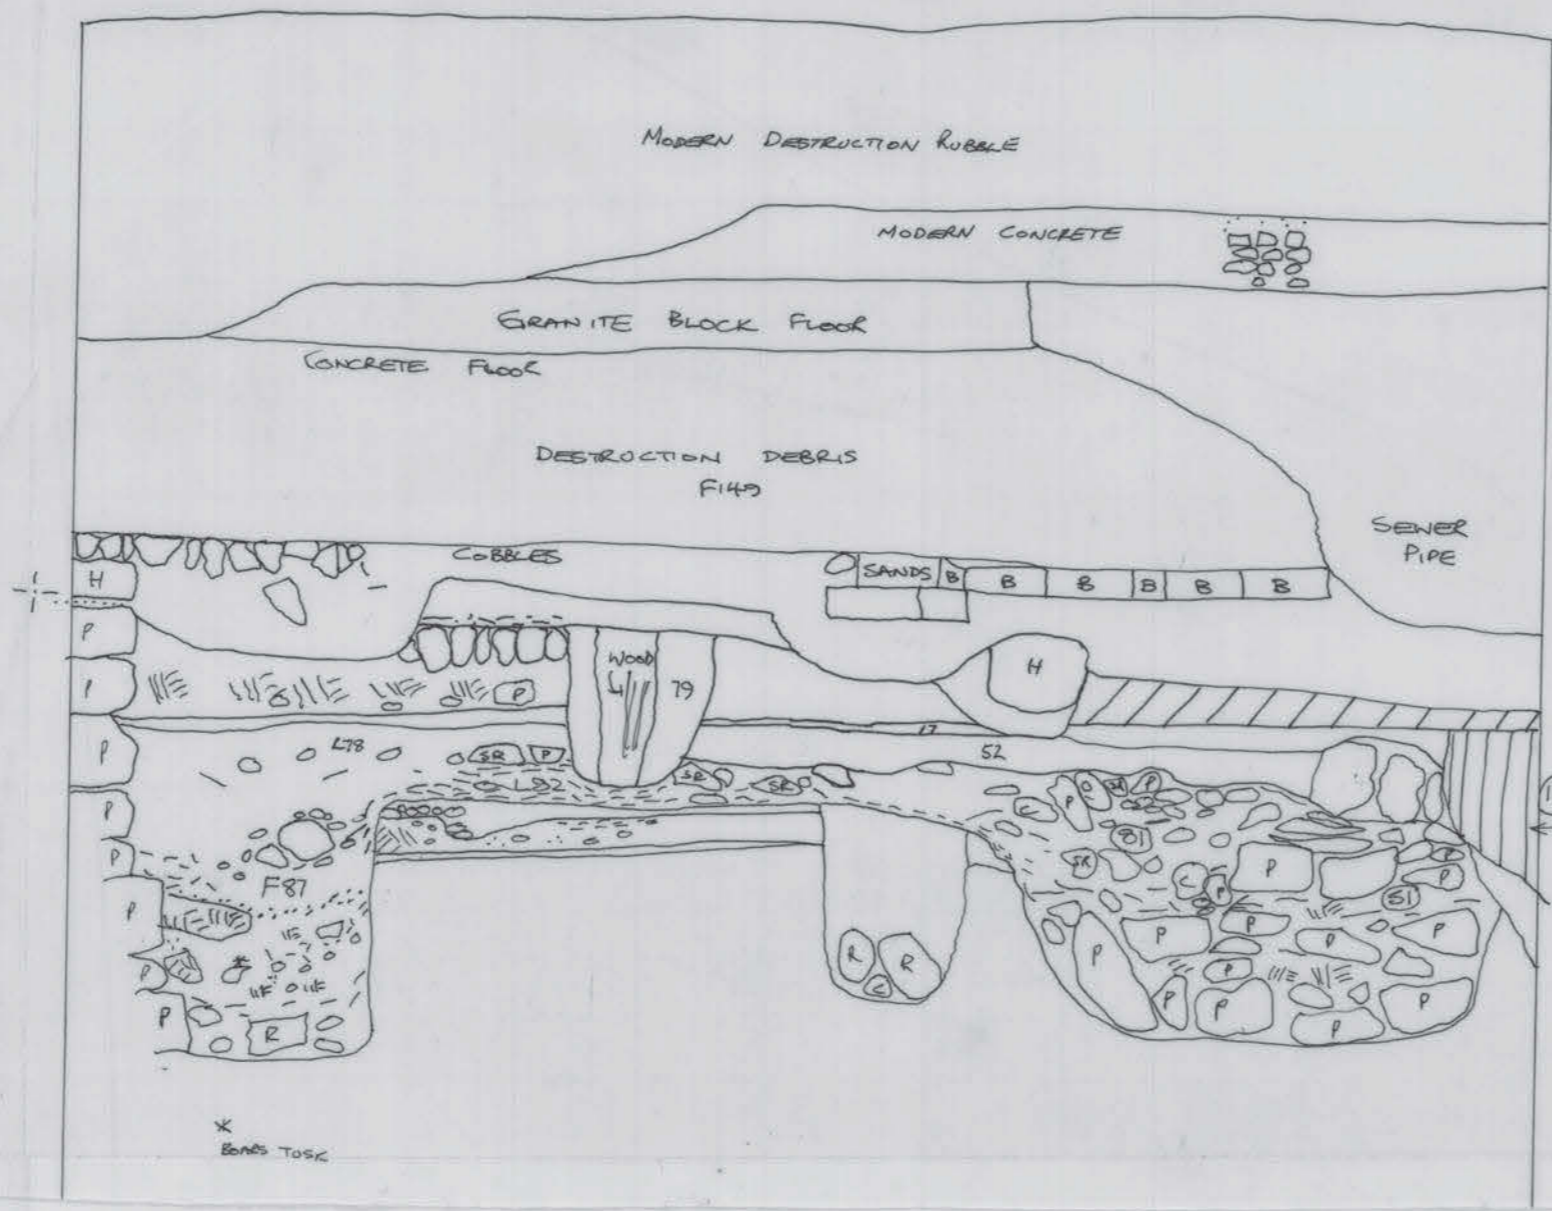 MODERN DESTRUCTION RUBBLE
MODERN CONCRETE
GRANITE BLOCK FLOOR
CONCRETE FLOOR
DESTRUCTION DEBRIS
F149
SEWER
PIPE
COBBLES
SANDS B B B B B B
H
P
P
WOOD
79
P
H
P
17
L78
SR P
52
L82
SR
SR
P
C P SR P
81
P
F87
SR
C
P
P
P
P
51
P
P
P
P
P
R R
C
P
P
P
P
P
P
R
P
P
*
BOARS TUSK